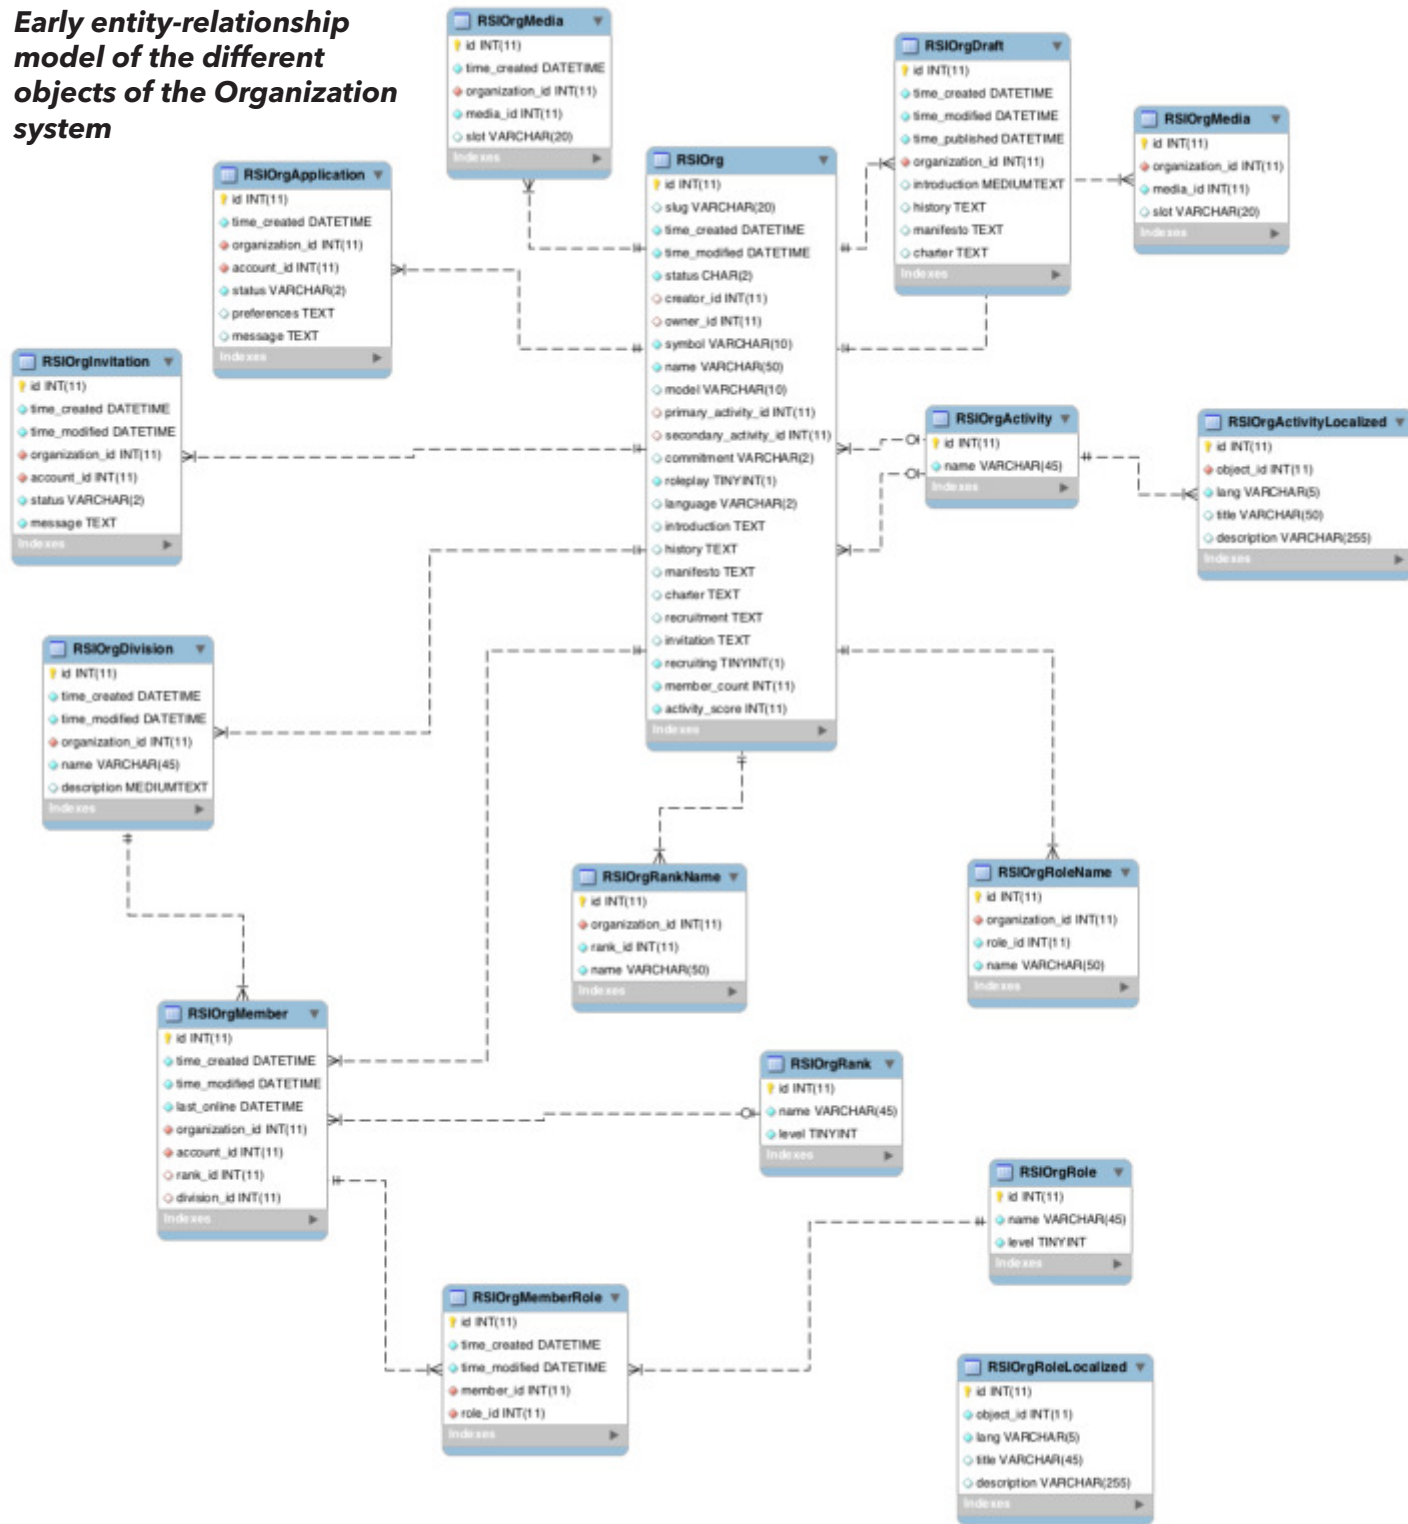 Early entity-relationship
model of the different
objects of the Organization
system
RSIOrgMedia
id INT(11)
time_created DATETIME
organization_id INT(11)
media_id INT(11)
slot VARCHAR(20)
Indexes
RSIOrgDraft
id INT(11)
time_created DATETIME
time_modified DATETIME
time_published DATETIME
organization_id INT(11)
introduction MEDIUMTEXT
history TEXT
manifesto TEXT
charter TEXT
Indexes
RSIOrgMedia
id INT(11)
organization_id INT(11)
media_id INT(11)
slot VARCHAR(20)
Indexes
RSIOrgApplication
id INT(11)
time_created DATETIME
organization_id INT(11)
account_id INT(11)
status VARCHAR(2)
preferences TEXT
message TEXT
Indexes
RSIOrg
id INT(11)
slug VARCHAR(20)
time_created DATETIME
time_modified DATETIME
status CHAR(2)
creator_id INT(11)
owner_id INT(11)
symbol VARCHAR(10)
name VARCHAR(50)
model VARCHAR(10)
primary_activity_id INT(11)
secondary_activity_id INT(11)
commitment VARCHAR(2)
roleplay TINYINT(1)
language VARCHAR(2)
introduction TEXT
history TEXT
manifesto TEXT
charter TEXT
recruitment TEXT
invitation TEXT
recruiting TINYINT(1)
member_count INT(11)
activity_score INT(11)
Indexes
RSIOrgInvitation
id INT(11)
time_created DATETIME
time_modified DATETIME
organization_id INT(11)
account_id INT(11)
status VARCHAR(2)
message TEXT
Indexes
RSIOrgActivity
id INT(11)
name VARCHAR(45)
Indexes
RSIOrgActivityLocalized
id INT(11)
object_id INT(11)
lang VARCHAR(5)
title VARCHAR(50)
description VARCHAR(255)
Indexes
RSIOrgDivision
id INT(11)
time_created DATETIME
time_modified DATETIME
organization_id INT(11)
name VARCHAR(45)
description MEDIUMTEXT
Indexes
RSIOrgRankName
id INT(11)
organization_id INT(11)
rank_id INT(11)
name VARCHAR(50)
Indexes
RSIOrgRoleName
id INT(11)
organization_id INT(11)
role_id INT(11)
name VARCHAR(50)
Indexes
RSIOrgMember
id INT(11)
time_created DATETIME
time_modified DATETIME
last_online DATETIME
organization_id INT(11)
account_id INT(11)
rank_id INT(11)
division_id INT(11)
Indexes
RSIOrgRank
id INT(11)
name VARCHAR(45)
level TINYINT
Indexes
RSIOrgRole
id INT(11)
name VARCHAR(45)
level TINYINT
Indexes
RSIOrgMemberRole
id INT(11)
time_created DATETIME
time_modified DATETIME
member_id INT(11)
role_id INT(11)
Indexes
RSIOrgRoleLocalized
id INT(11)
object_id INT(11)
lang VARCHAR(5)
title VARCHAR(45)
description VARCHAR(255)
Indexes